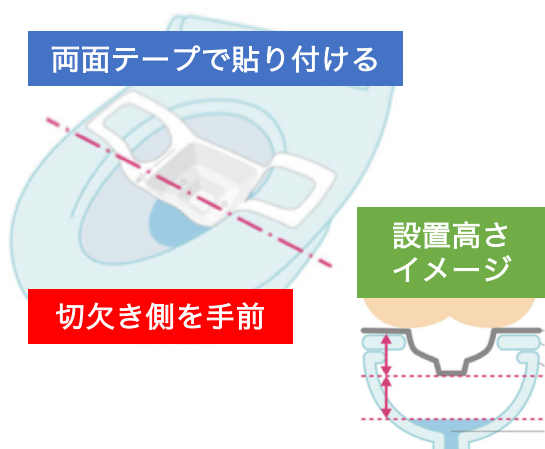 両面テープで貼り付ける
切欠き側を手前
設置高さ
イメージ